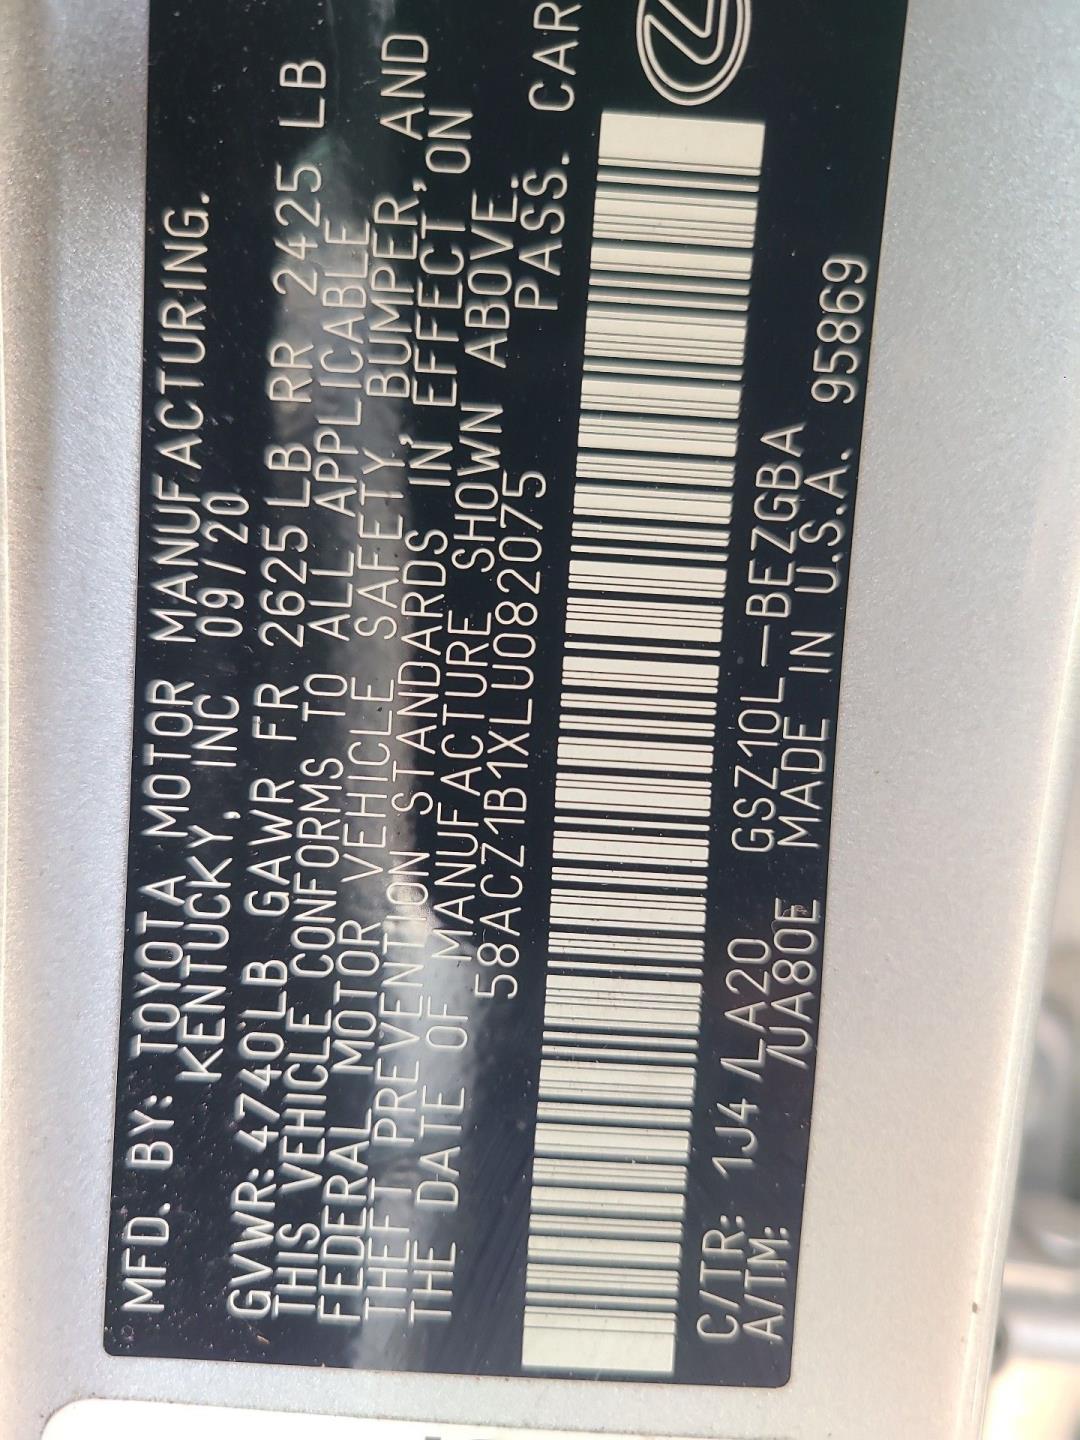 MFD. BY: TOYOTA MOTOR MANUFACTURING.
KENTUCKY, INC 09/20
GVWR: 4740LB GAWR FR 2625LB RR 2425 LB
THIS VEHICLE CONFORMS TO ALL APPLICABLE
FEDERAL MOTOR VEHICLE SAFETY, BUMPER, AND
THEFT PREVENTION STANDARDS IN EFFECT ON
THE DATE OF MANUFACTURE SHOWN ABOVE.
58ACZ1B1XLU082075 PASS. CAR
C/TR: 1J4 /LA20 GSZ10L-BEZGBA
A/TM: /UA80E MADE IN U.S.A. 95869